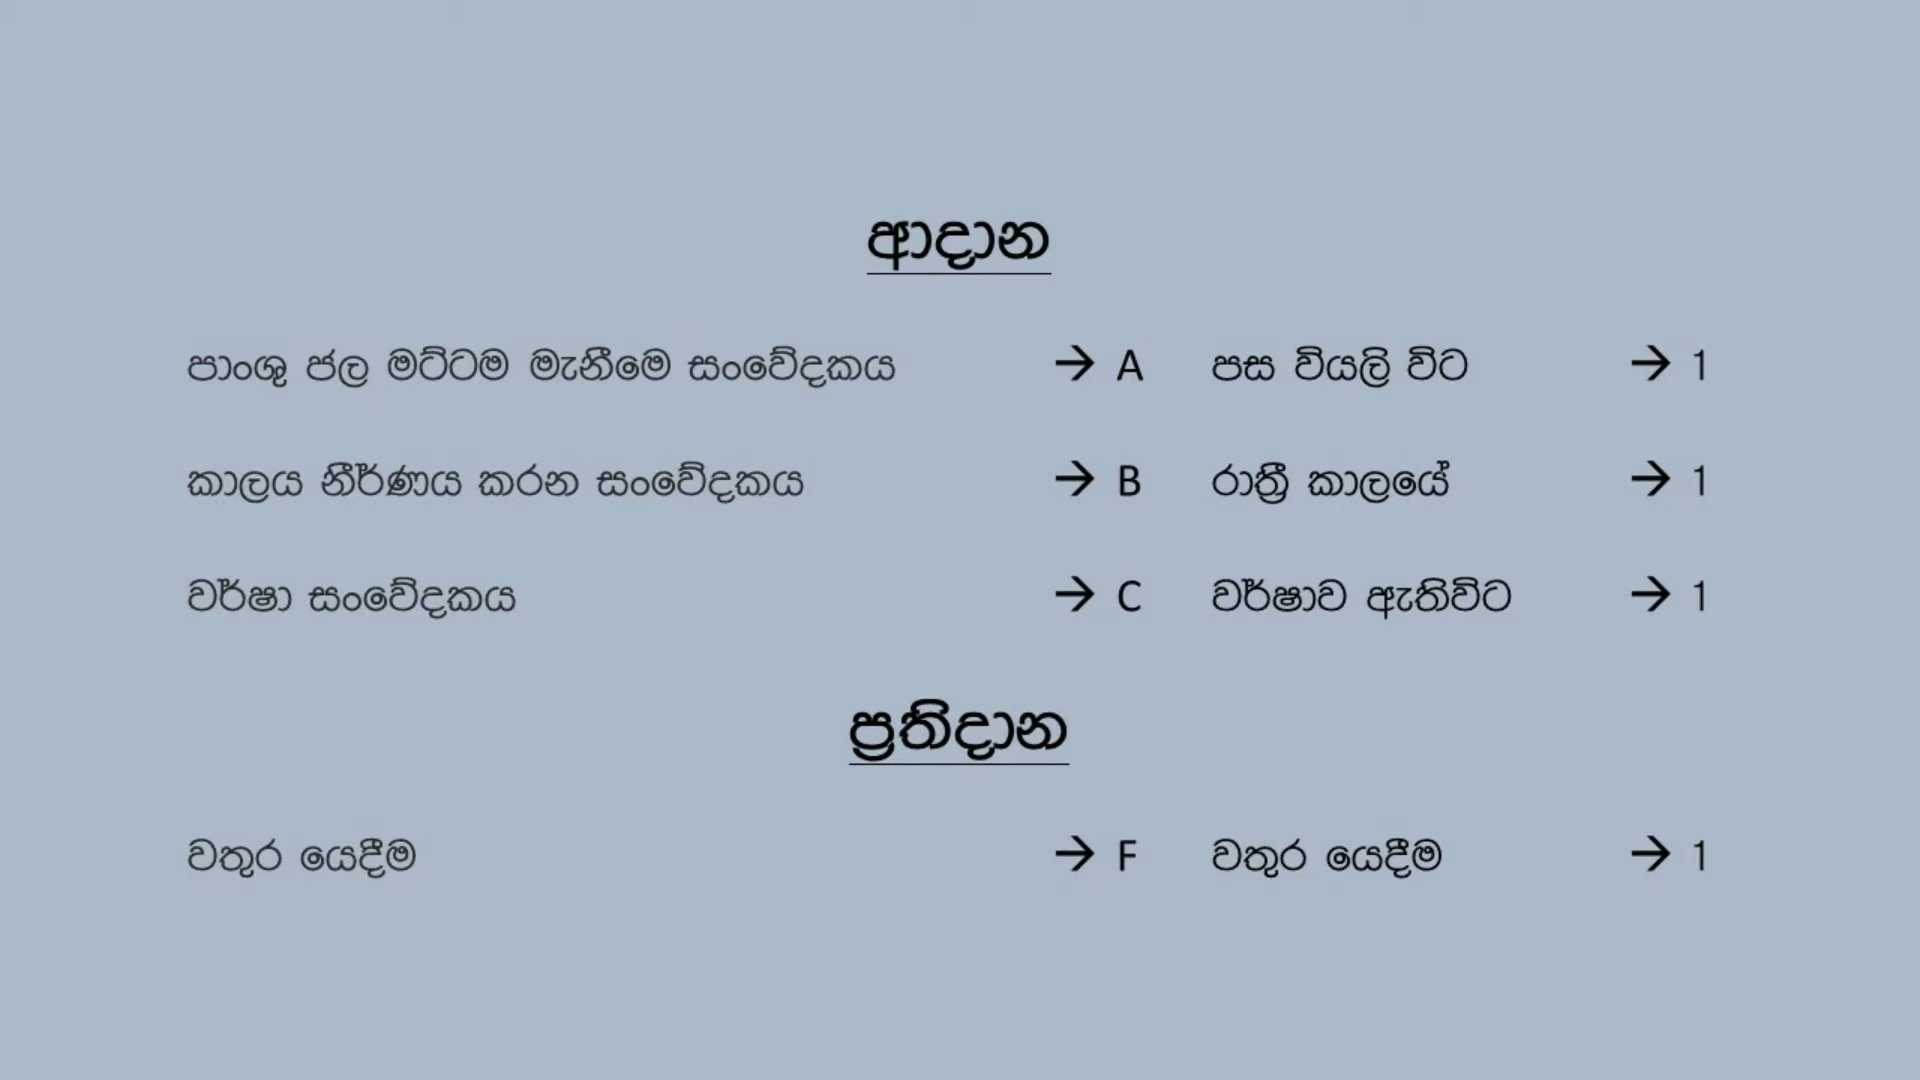 ආදාන
පාංශු ජල මට්ටම මැනීමෙ සංවේදකය → A පස වියලි විට → 1
කාලය නීර්ණය කරන සංවේදකය → B රාත්‍රී කාලයේ → 1
වර්ෂා සංවේදකය → C වර්ෂාව ඇතිවිට → 1
ප්‍රතිදාන
වතුර යෙදීම → F වතුර යෙදීම → 1